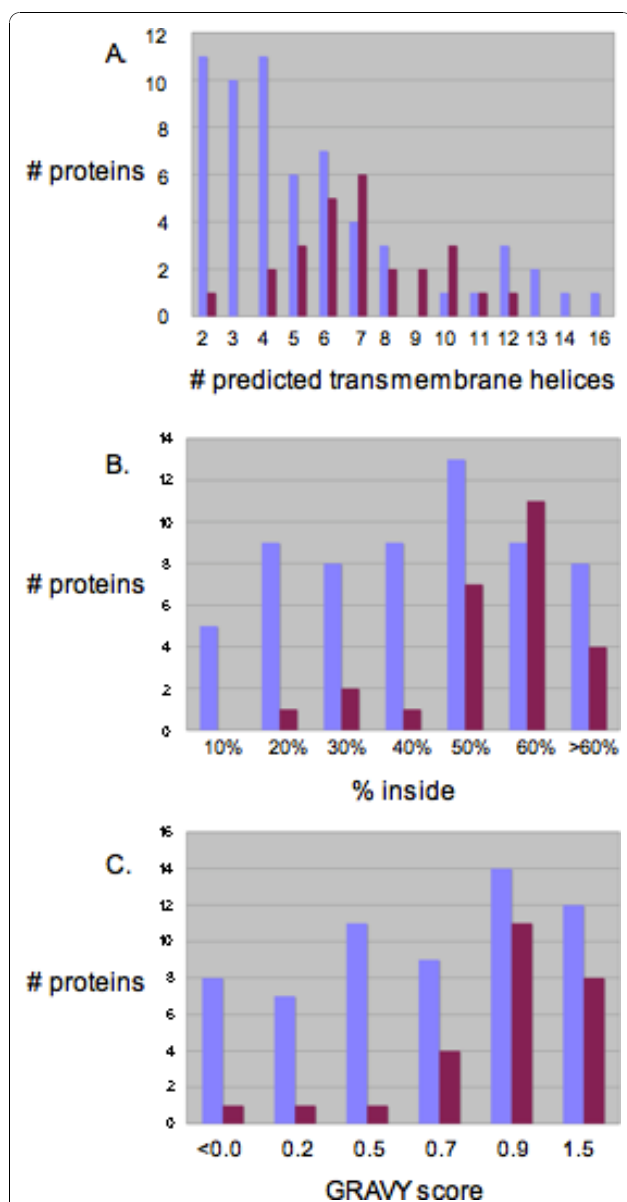 A.
12
10
8
6
4
2
0
# proteins
2 3 4 5 6 7 8 9 10 11 12 13 14 16
# predicted transmembrane helices
B.
14
12
10
8
6
4
2
0
# proteins
10% 20% 30% 40% 50% 60% >60%
% inside
C.
16
14
12
10
8
6
4
2
0
# proteins
<0.0 0.2 0.5 0.7 0.9 1.5
GRAVY score